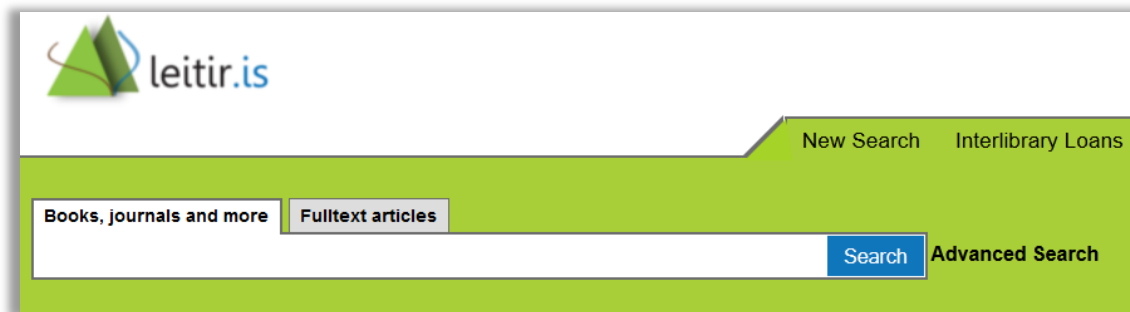 leitir.is
New Search Interlibrary Loans
Books, journals and more Fulltext articles
Search Advanced Search